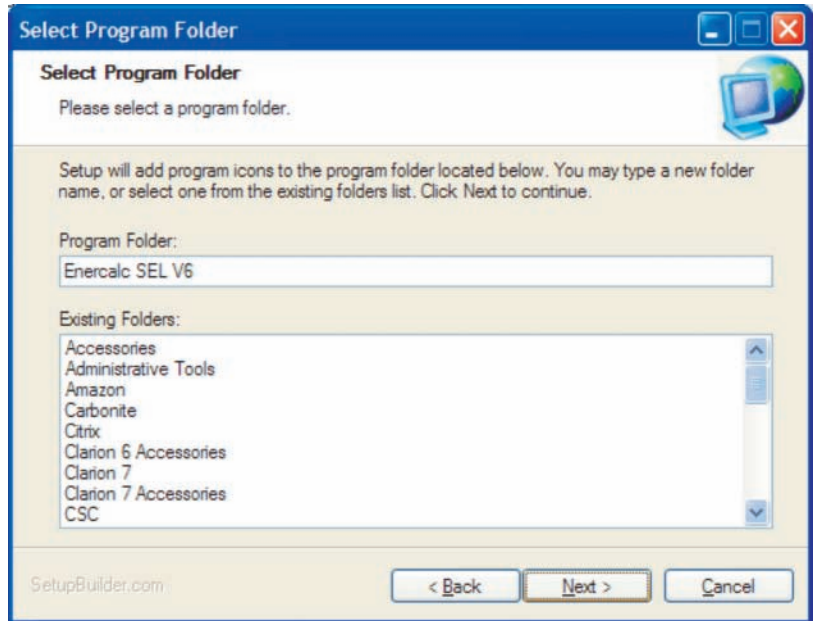 Select Program Folder
Select Program Folder
Please select a program folder.
Setup will add program icons to the program folder located below. You may type a new folder
name, or select one from the existing folders list. Click Next to continue.
Program Folder:
Enercalc SEL V6
Existing Folders:
Accessories
Administrative Tools
Amazon
Carbonite
Citrix
Clarion 6 Accessories
Clarion 7
Clarion 7 Accessories
CSC
SetupBuilder.com
< Back
Next >
Cancel